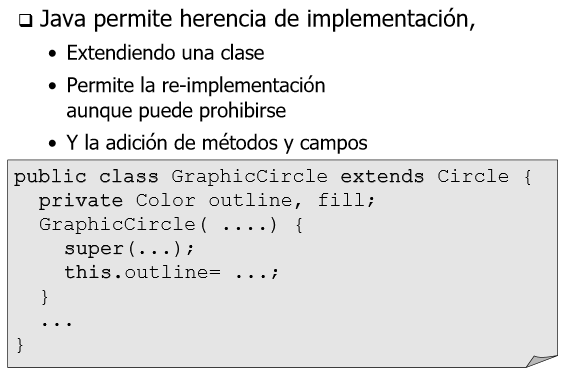 ❑ Java permite herencia de implementación,
• Extendiendo una clase
• Permite la re-implementación
aunque puede prohibirse
• Y la adición de métodos y campos
public class GraphicCircle extends Circle {
  private Color outline, fill;
  GraphicCircle( ....) {
    super(...);
    this.outline= ...;
  }
  ...
}